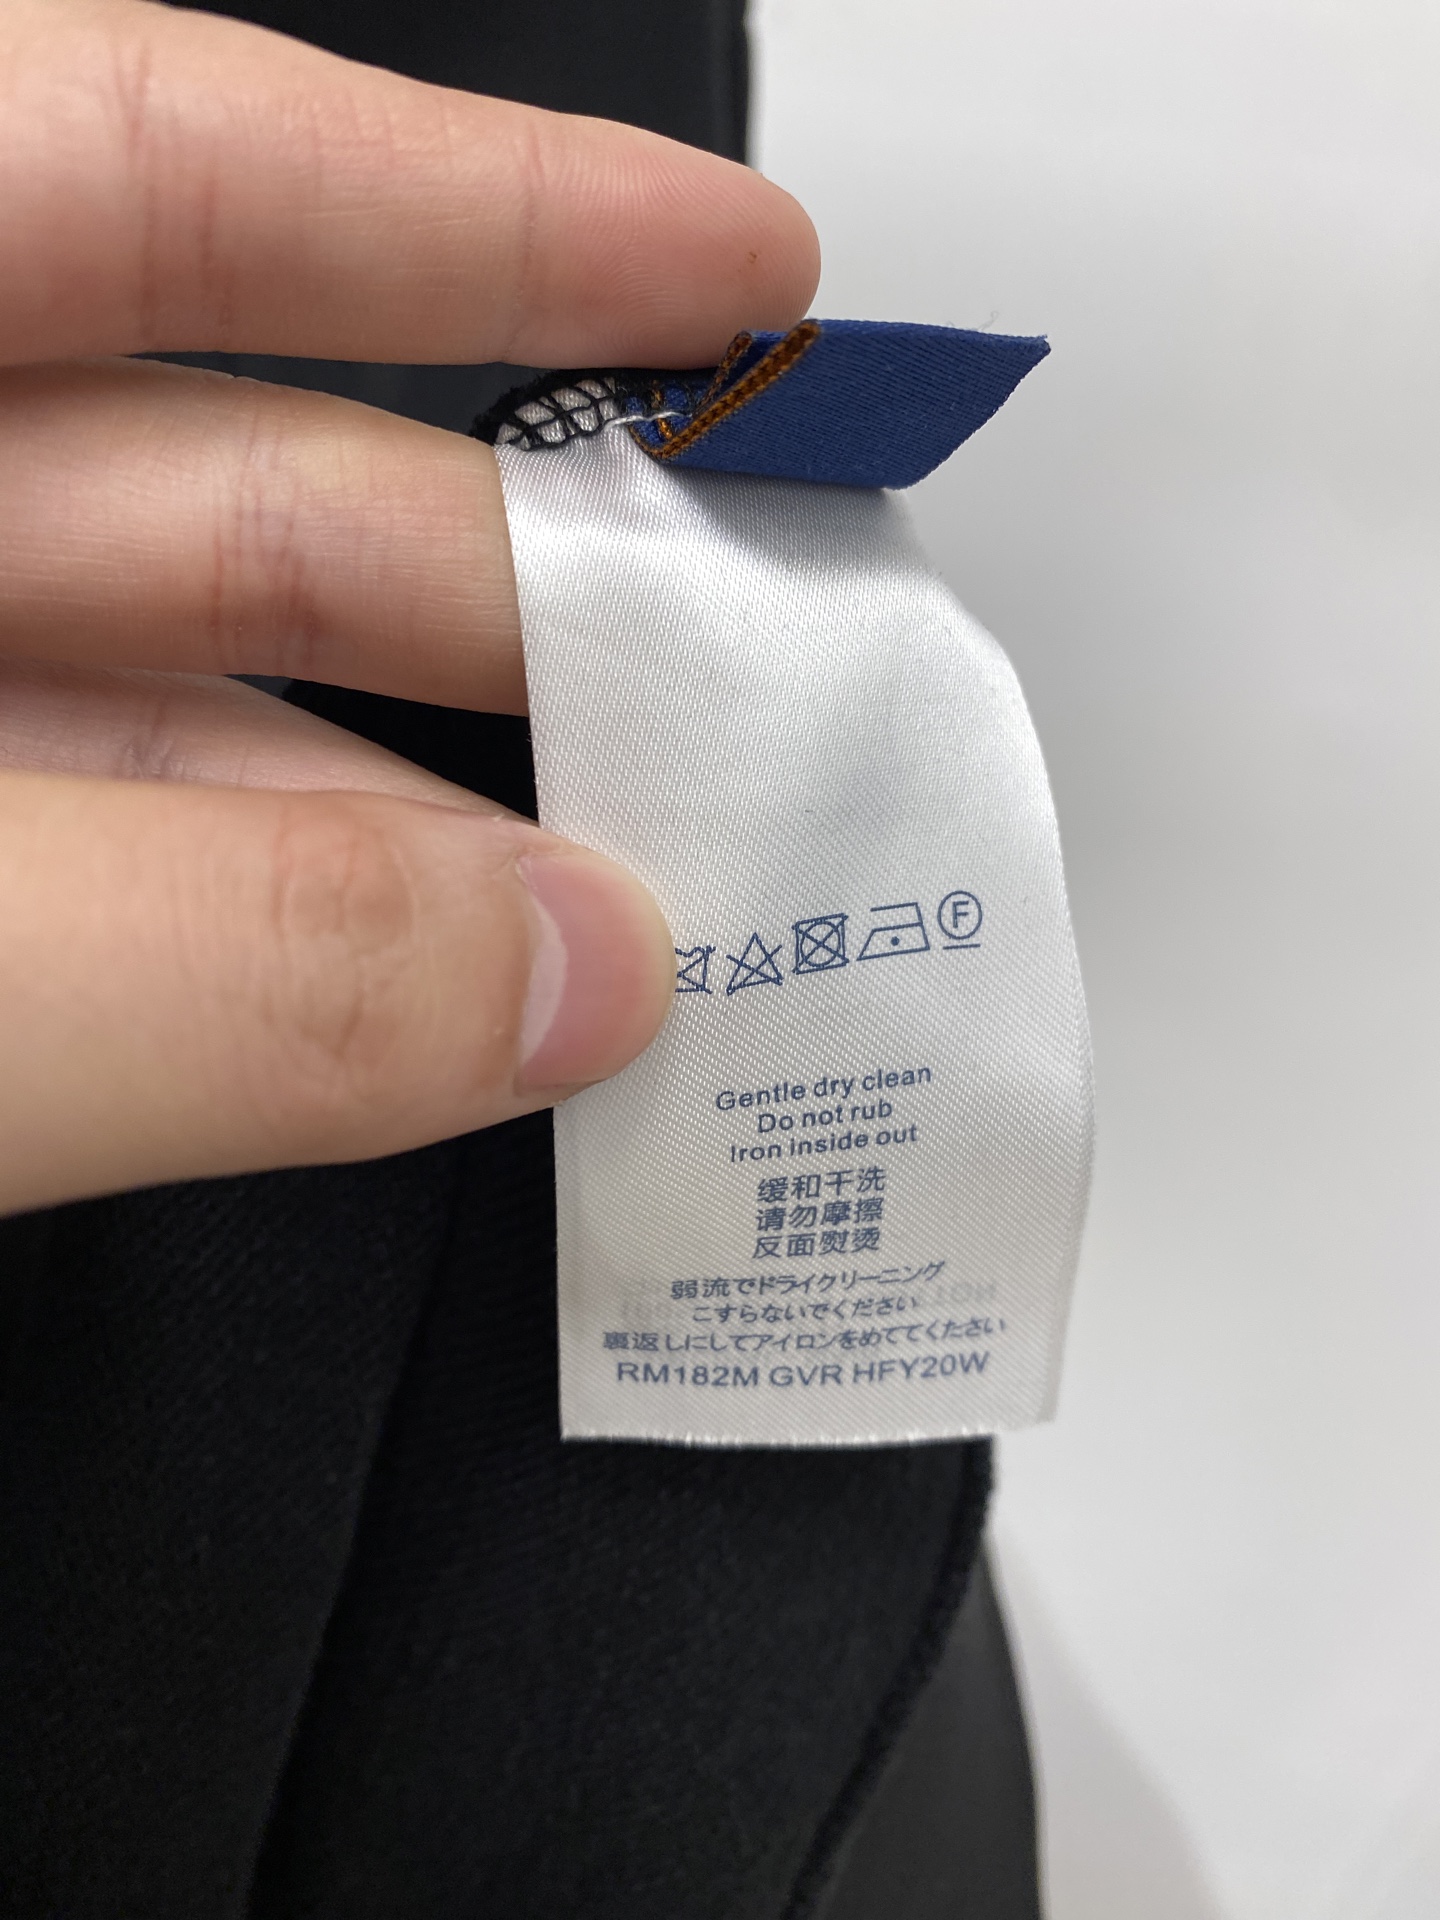 F
Gentle dry clean
Do not rub
Iron inside out
缓和干洗
请勿摩擦
反面熨烫
弱流でドライクリーニング
こすらないでください
裏返しにしてアイロンをめててください
RM182M GVR HFY20W